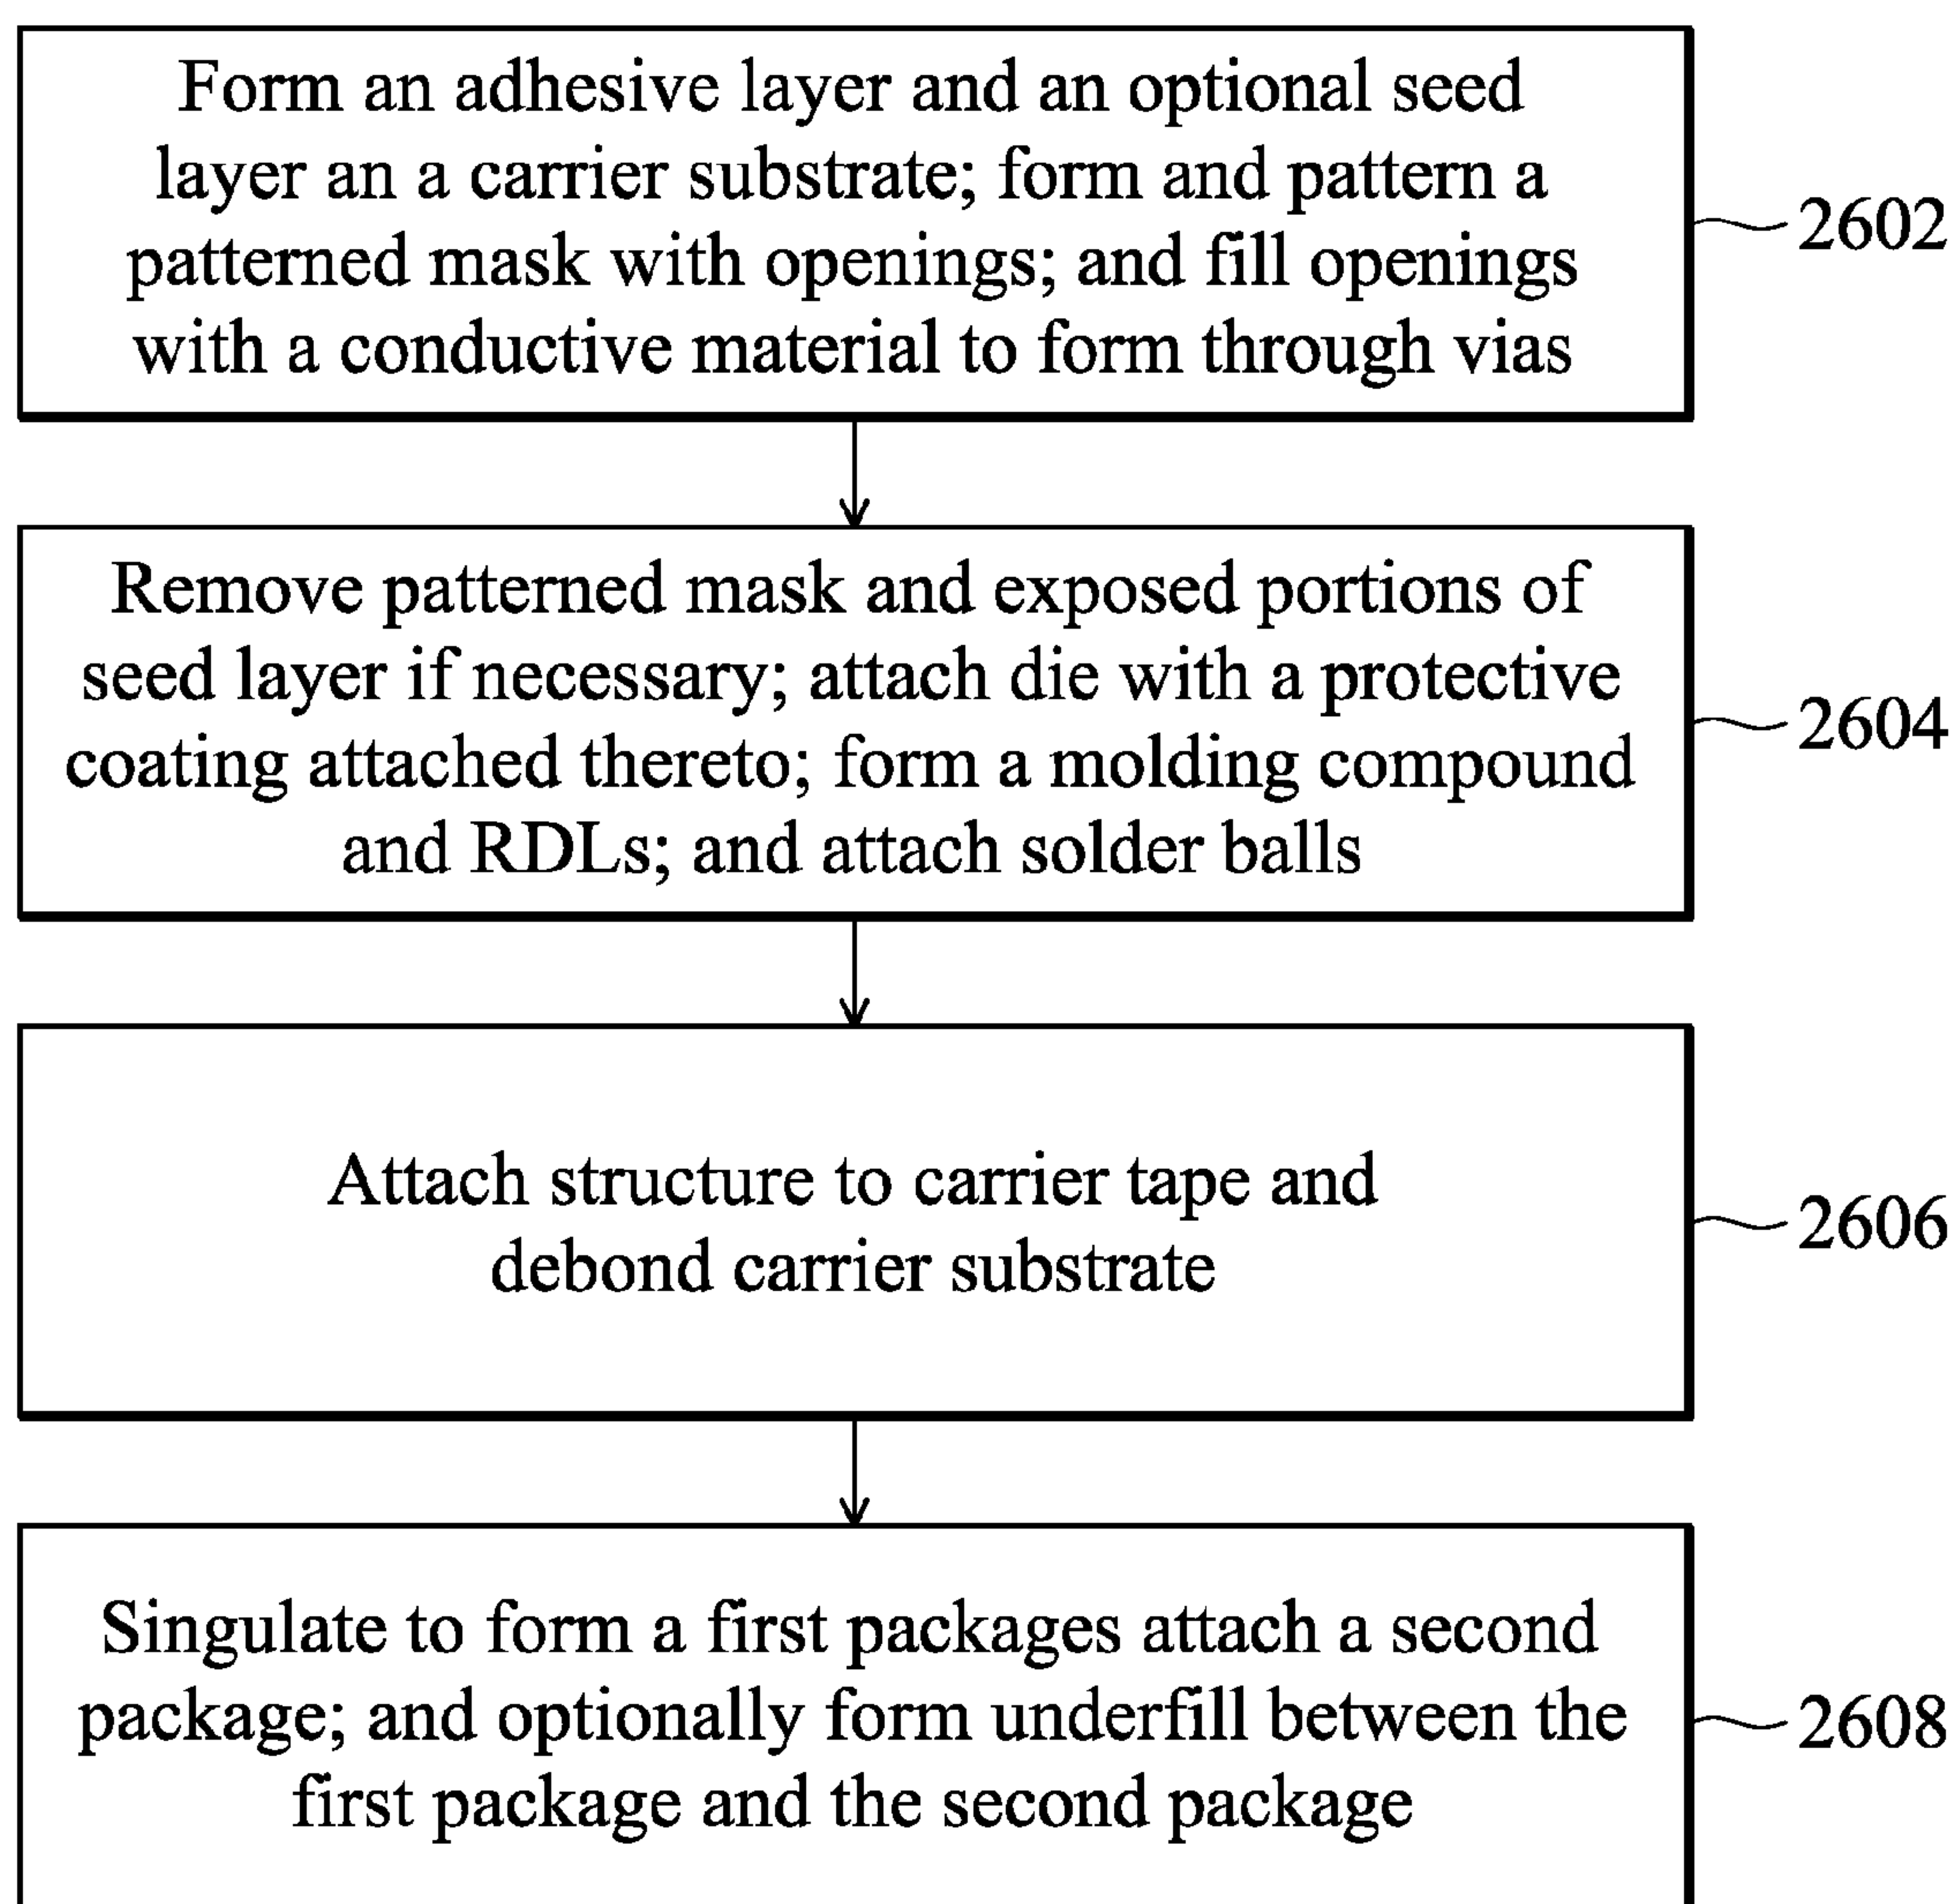 Form an adhesive layer and an optional seed
layer an a carrier substrate; form and pattern a
patterned mask with openings; and fill openings
with a conductive material to form through vias
2602
Remove patterned mask and exposed portions of
seed layer if necessary; attach die with a protective
coating attached thereto; form a molding compound
and RDLs; and attach solder balls
2604
Attach structure to carrier tape and
debond carrier substrate
2606
Singulate to form a first packages attach a second
package; and optionally form underfill between the
first package and the second package
2608